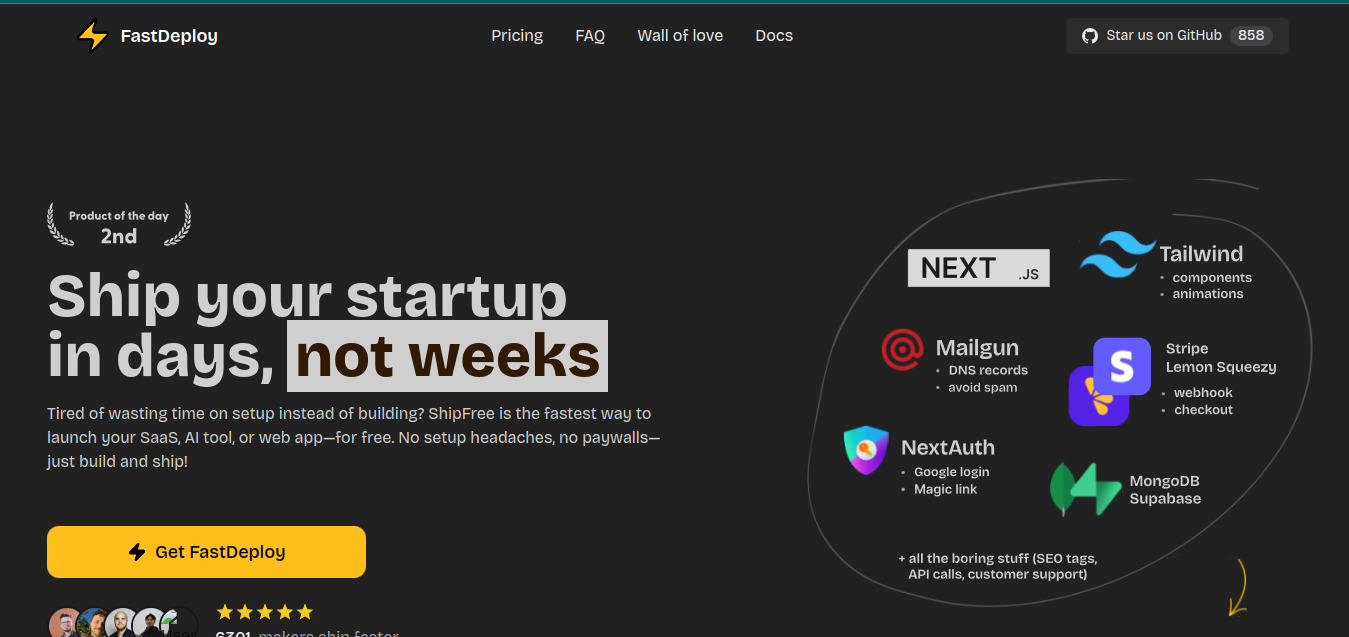 FastDeploy
Pricing
FAQ
Wall of love
Docs
Star us on GitHub 858
Product of the day
2nd
Ship your startup
in days, not weeks
Tired of wasting time on setup instead of building? ShipFree is the fastest way to
launch your SaaS, AI tool, or web app—for free. No setup headaches, no paywalls—
just build and ship!
Get FastDeploy
6301 makers ship faster
NEXT .JS
Tailwind
• components
• animations
Mailgun
• DNS records
• avoid spam
S
Stripe
Lemon Squeezy
• webhook
• checkout
NextAuth
• Google login
• Magic link
MongoDB
Supabase
+ all the boring stuff (SEO tags,
API calls, customer support)